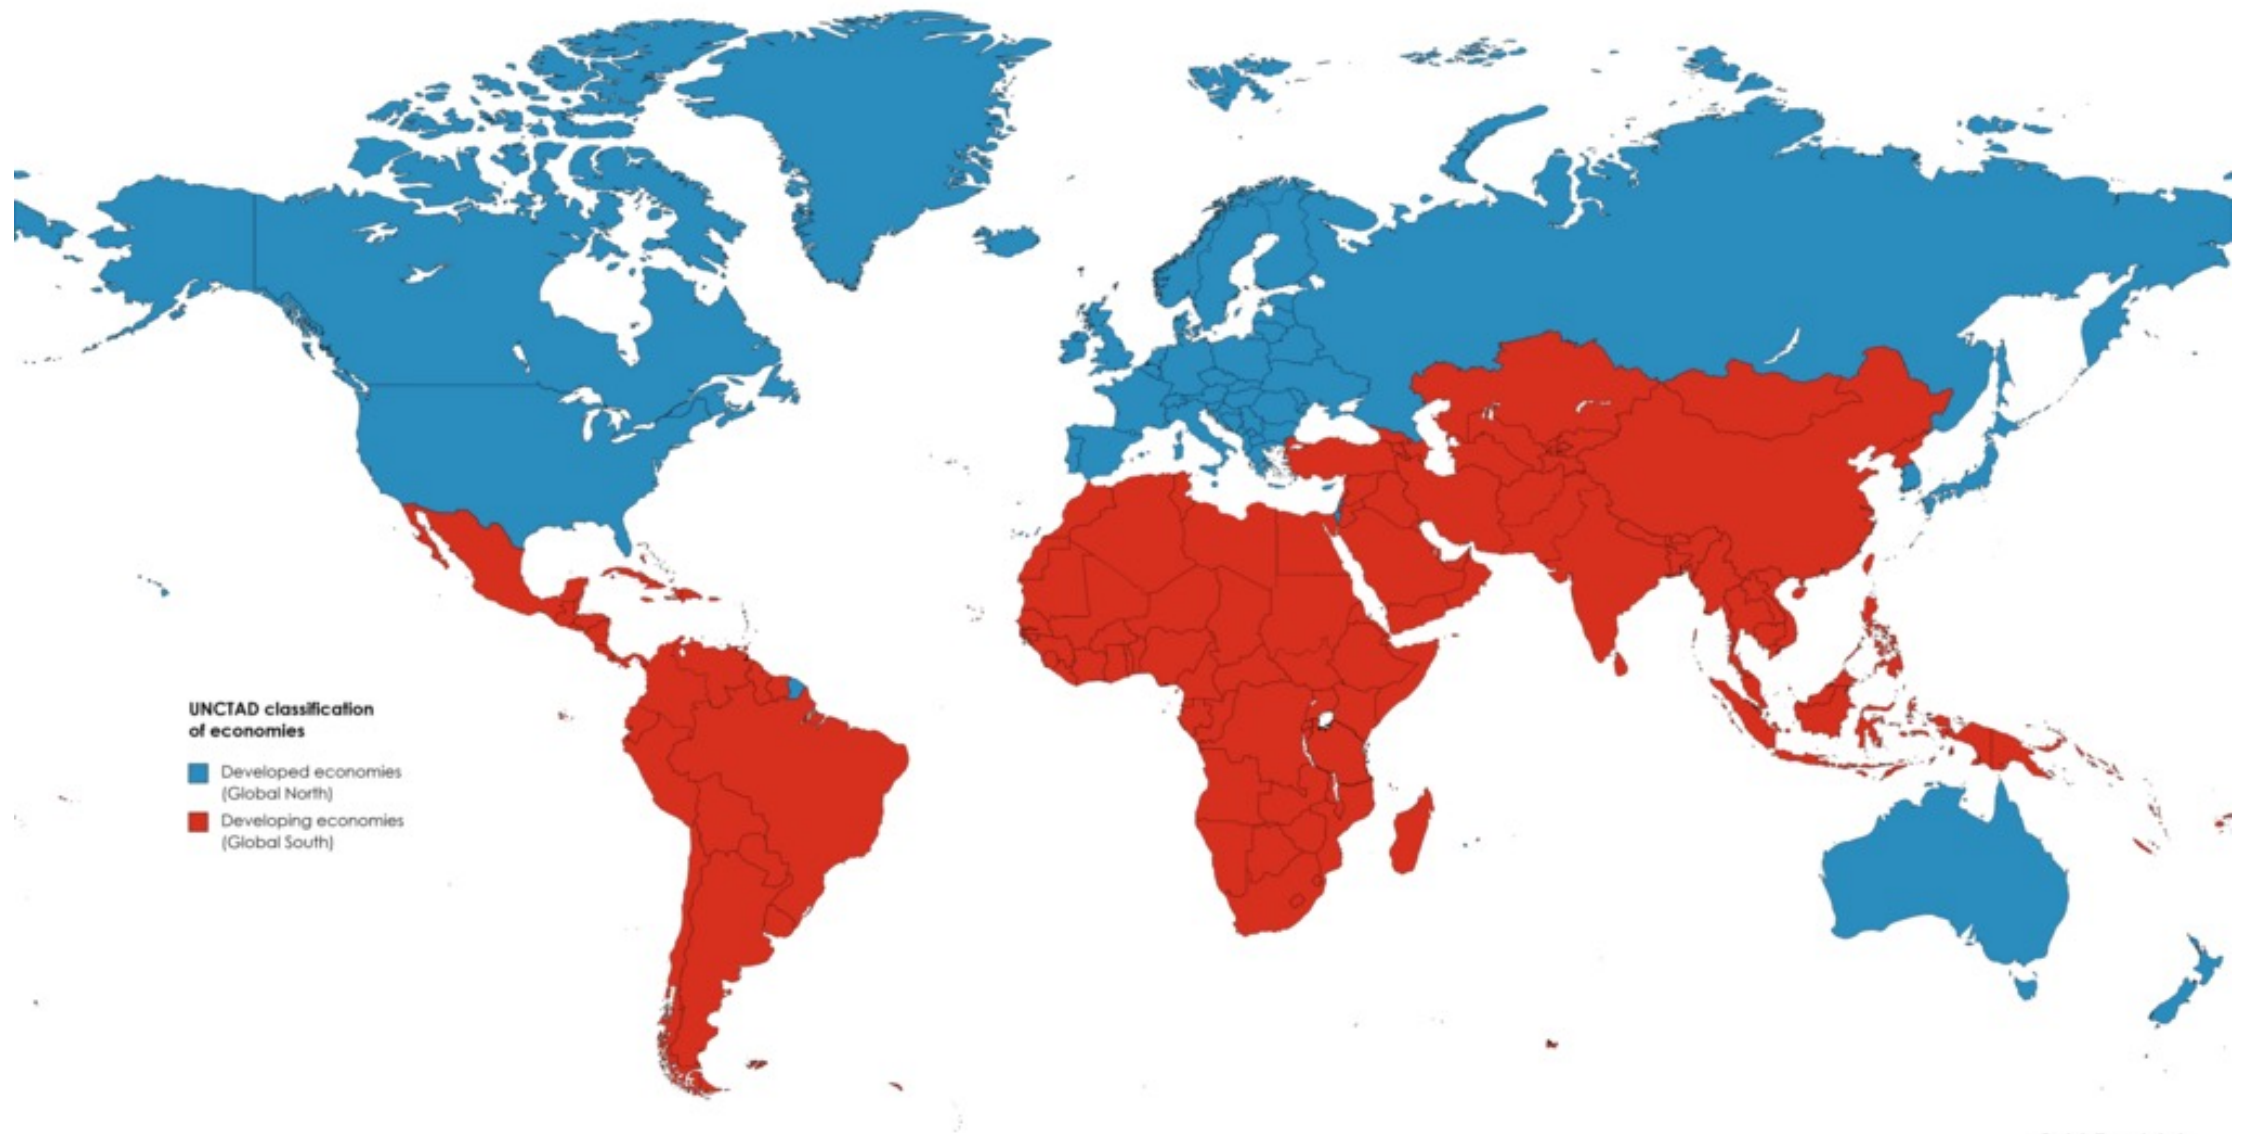 UNCTAD classification
of economies
Developed economies
(Global North)
Developing economies
(Global South)